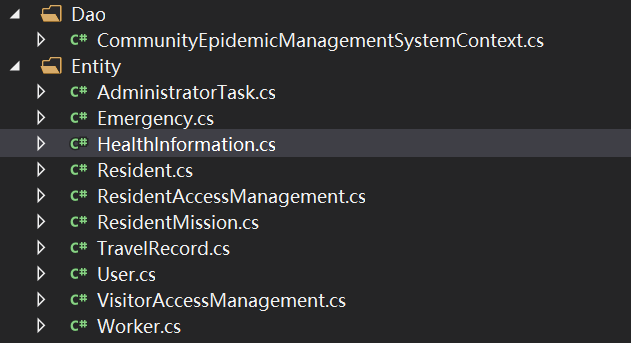 Dao
C# CommunityEpidemicManagementSystemContext.cs
Entity
C# AdministratorTask.cs
C# Emergency.cs
C# HealthInformation.cs
C# Resident.cs
C# ResidentAccessManagement.cs
C# ResidentMission.cs
C# TravelRecord.cs
C# User.cs
C# VisitorAccessManagement.cs
C# Worker.cs